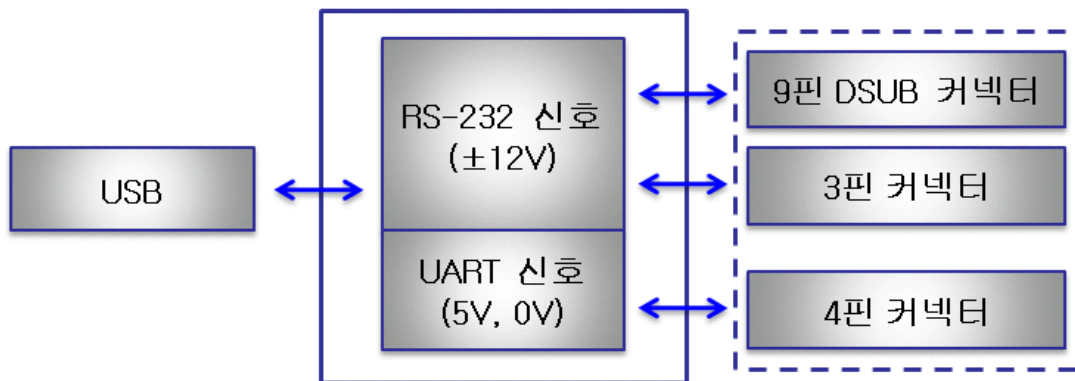 USB
RS-232 신호
(±12V)
UART 신호
(5V, 0V)
9핀 DSUB 커넥터
3핀 커넥터
4핀 커넥터